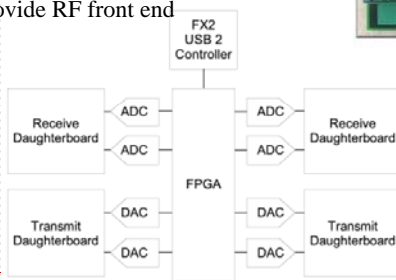 ovide RF front end
FX2
USB 2
Controller
Receive
Daughterboard
ADC
ADC
FPGA
ADC
ADC
Receive
Daughterboard
Transmit
Daughterboard
DAC
DAC
DAC
DAC
Transmit
Daughterboard